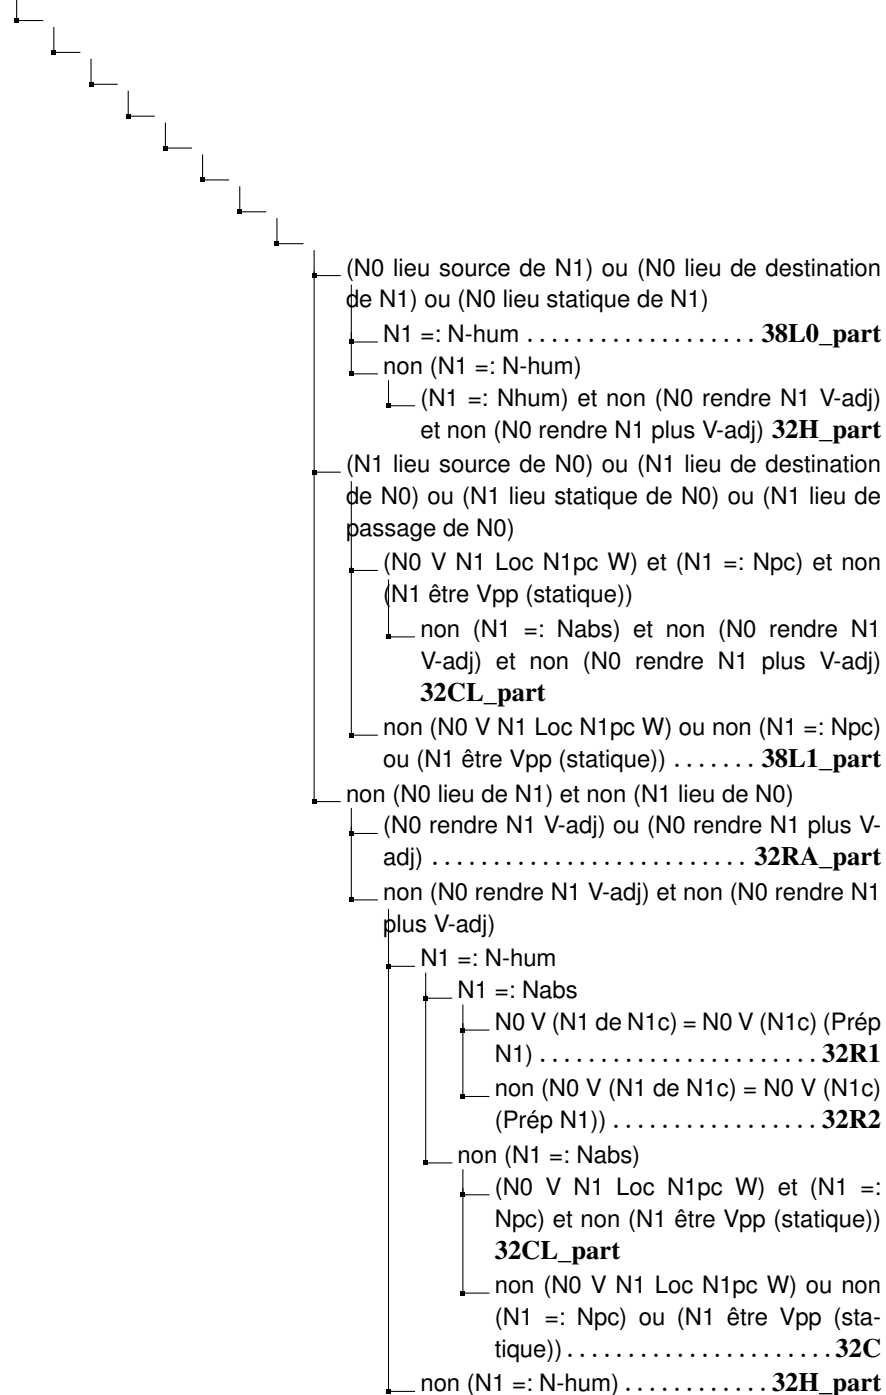 (N0 lieu source de N1) ou (N0 lieu de destination
de N1) ou (N0 lieu statique de N1)
N1 =: N-hum . . . . . . . . . . . . . . . . . . . 38L0_part
non (N1 =: N-hum)
(N1 =: Nhum) et non (N0 rendre N1 V-adj)
et non (N0 rendre N1 plus V-adj) 32H_part
(N1 lieu source de N0) ou (N1 lieu de destination
de N0) ou (N1 lieu statique de N0) ou (N1 lieu de
passage de N0)
(N0 V N1 Loc N1pc W) et (N1 =: Npc) et non
(N1 être Vpp (statique))
non (N1 =: Nabs) et non (N0 rendre N1
V-adj) et non (N0 rendre N1 plus V-adj)
32CL_part
non (N0 V N1 Loc N1pc W) ou non (N1 =: Npc)
ou (N1 être Vpp (statique)) . . . . . . . 38L1_part
non (N0 lieu de N1) et non (N1 lieu de N0)
(N0 rendre N1 V-adj) ou (N0 rendre N1 plus V-
adj) . . . . . . . . . . . . . . . . . . . . . . . . . . 32RA_part
non (N0 rendre N1 V-adj) et non (N0 rendre N1
plus V-adj)
N1 =: N-hum
N1 =: Nabs
N0 V (N1 de N1c) = N0 V (N1c) (Prép
N1) . . . . . . . . . . . . . . . . . . . . . . . 32R1
non (N0 V (N1 de N1c) = N0 V (N1c)
(Prép N1)) . . . . . . . . . . . . . . . . . 32R2
non (N1 =: Nabs)
(N0 V N1 Loc N1pc W) et (N1 =:
Npc) et non (N1 être Vpp (statique))
32CL_part
non (N0 V N1 Loc N1pc W) ou non
(N1 =: Npc) ou (N1 être Vpp (sta-
tique)) . . . . . . . . . . . . . . . . . . . . . . 32C
non (N1 =: N-hum) . . . . . . . . . . . . 32H_part